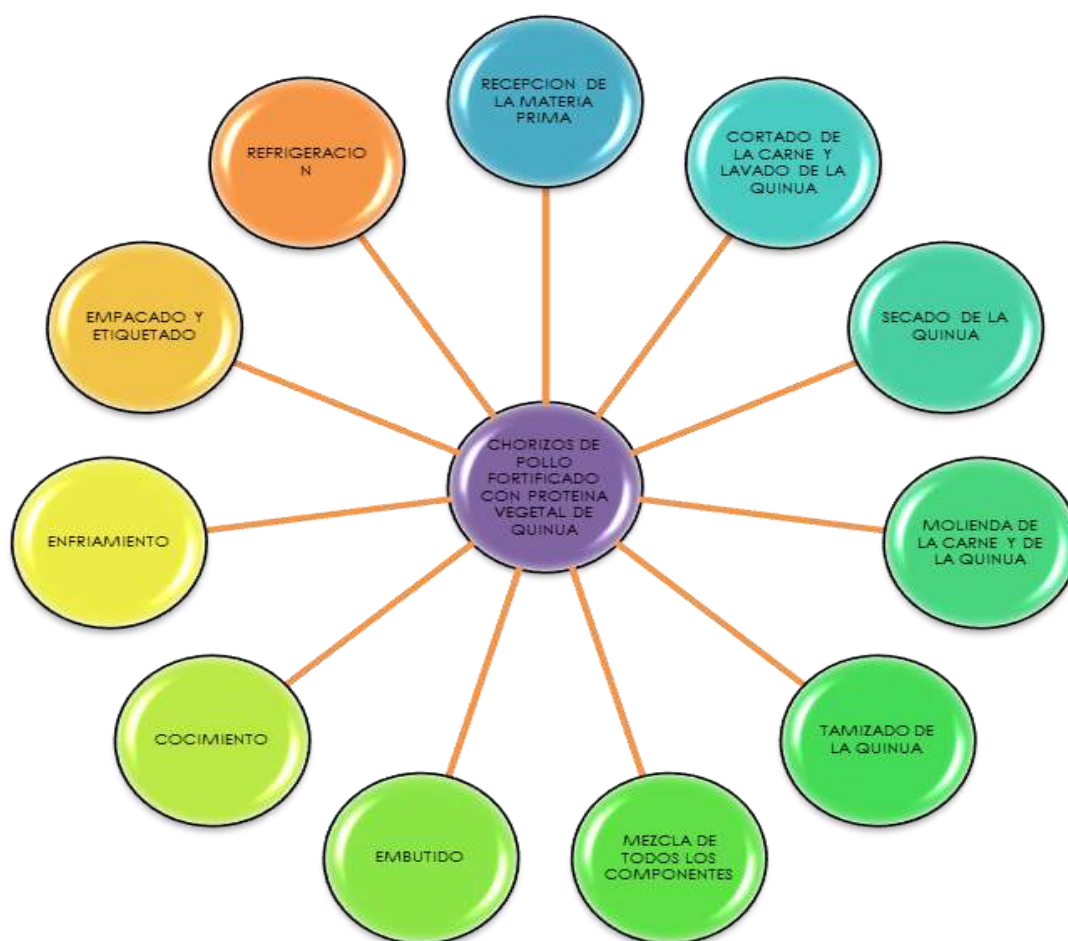 RECEPCION DE
LA MATERIA
PRIMA
CORTADO DE
LA CARNE Y
LAVADO DE LA
QUINUA
SECADO DE LA
QUINUA
MOLIENDA DE
LA CARNE Y DE
LA QUINUA
TAMIZADO DE
LA QUINUA
MEZCLA DE
TODOS LOS
COMPONENTES
EMBUTIDO
COCIMIENTO
ENFRIAMIENTO
EMPACADO Y
ETIQUETADO
REFRIGERACIO
N
CHORIZOS DE
POLLO
FORTIFICADO
CON PROTEINA
VEGETAL DE
QUINUA